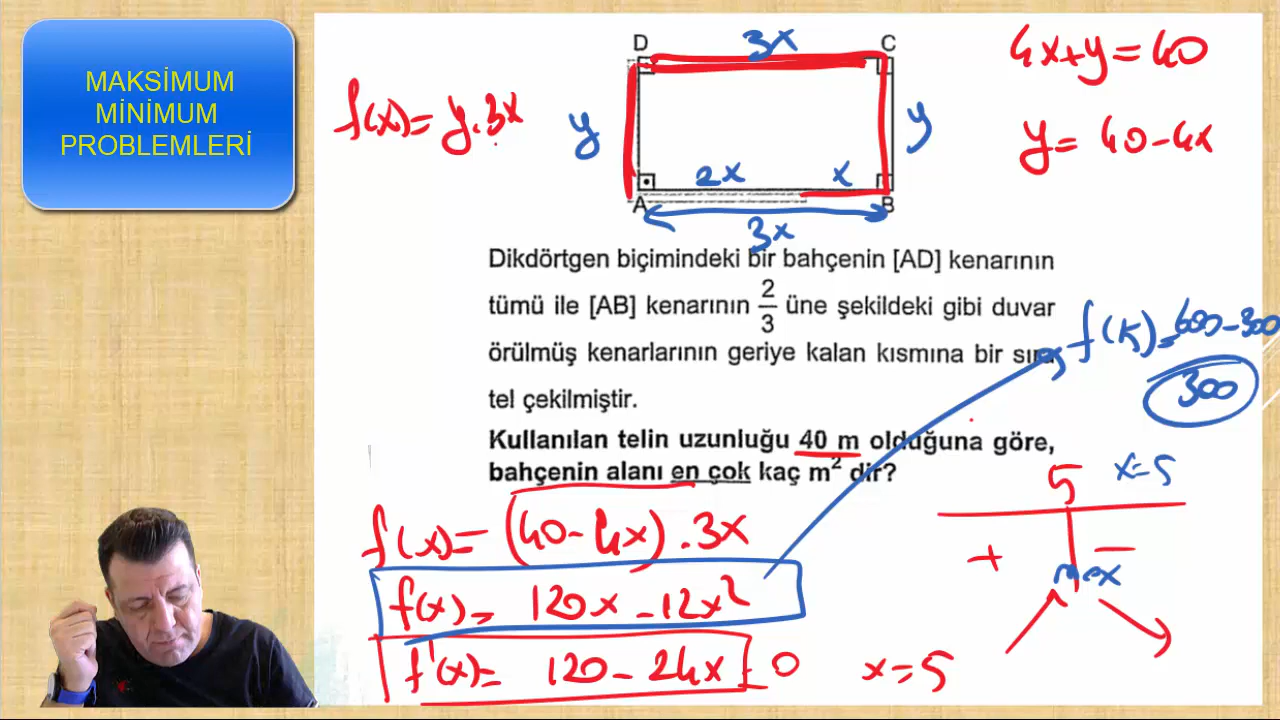 MAKSİMUM
MİNİMUM
PROBLEMLERİ
D
3x
C
4x+y=40
f(x)= y.3x
y
y
y= 40-4x
2x
x
A
B
3x
Dikdörtgen biçimindeki bir bahçenin [AD] kenarının
tümü ile [AB] kenarının 2/3 üne şekildeki gibi duvar
örülmüş kenarlarının geriye kalan kısmına bir sıra
tel çekilmiştir.
Kullanılan telin uzunluğu 40 m olduğuna göre,
bahçenin alanı en çok kaç m² dir?
f(5)=600-300
300
5
x=5
+
-
max
f(x)= (40-4x).3x
f(x)= 120x-12x²
f'(x)= 120-24x=0
x=5